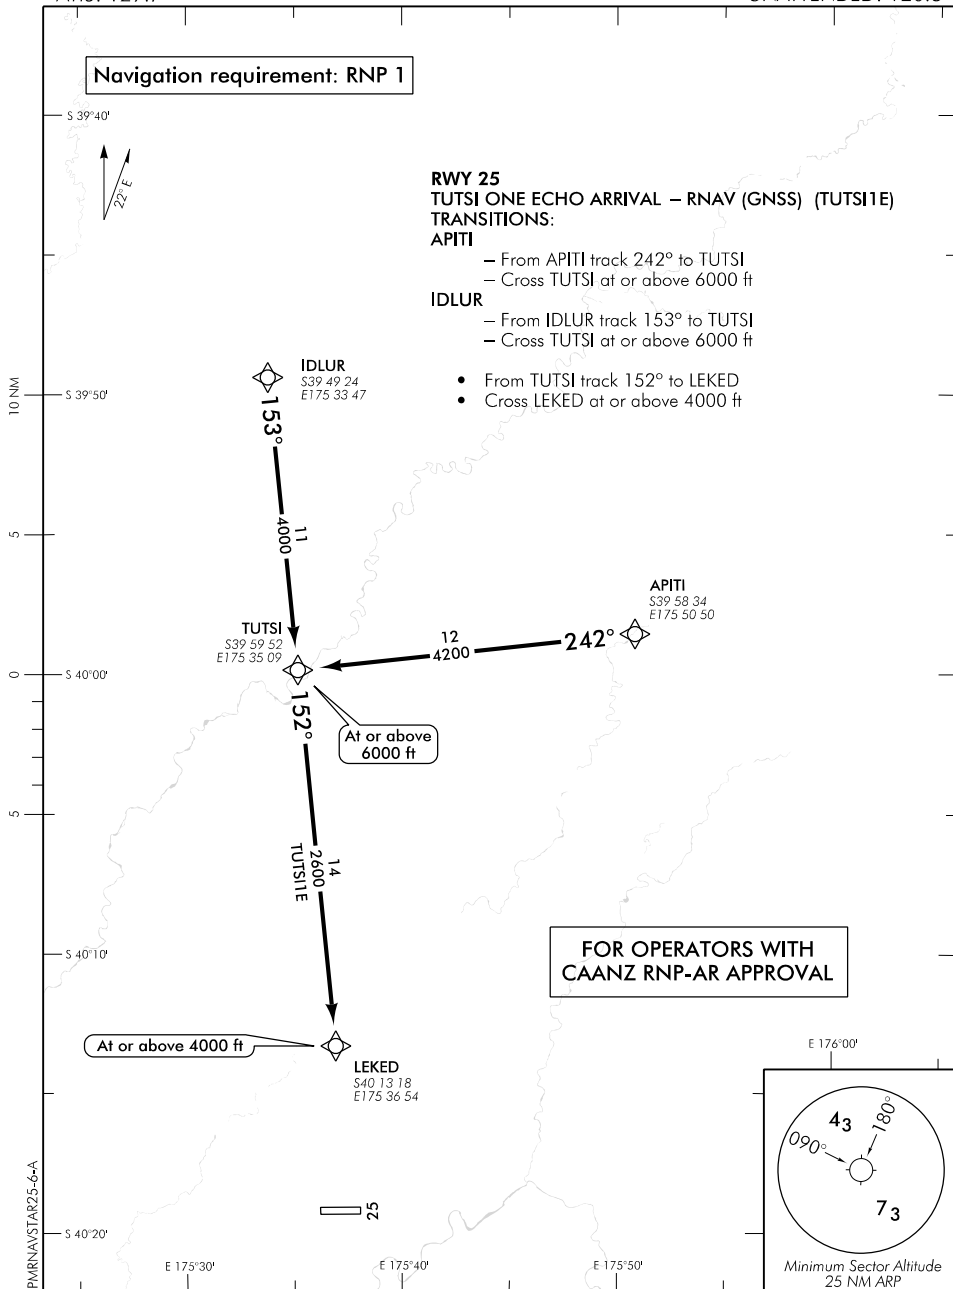 Navigation requirement: RNP 1
S 39°40'
22° E
RWY 25
TUTSI ONE ECHO ARRIVAL – RNAV (GNSS) (TUTSI1E)
TRANSITIONS:
APITI
– From APITI track 242° to TUTSI
– Cross TUTSI at or above 6000 ft
IDLUR
– From IDLUR track 153° to TUTSI
– Cross TUTSI at or above 6000 ft
• From TUTSI track 152° to LEKED
• Cross LEKED at or above 4000 ft
IDLUR
S39 49 24
E175 33 47
10 NM
S 39°50'
153°
11
4000
5
APITI
S39 58 34
E175 50 50
TUTSI
S39 59 52
E175 35 09
12
4200
242°
0
S 40°00'
152°
At or above
6000 ft
5
14
2600
TUTSI1E
S 40°10'
FOR OPERATORS WITH
CAANZ RNP-AR APPROVAL
At or above 4000 ft
LEKED
S40 13 18
E175 36 54
E 176°00'
43
090°
180°
73
Minimum Sector Altitude
25 NM ARP
25
S 40°20'
E 175°30'
E 175°40'
E 175°50'
PMRNAVSTAR25-6-A